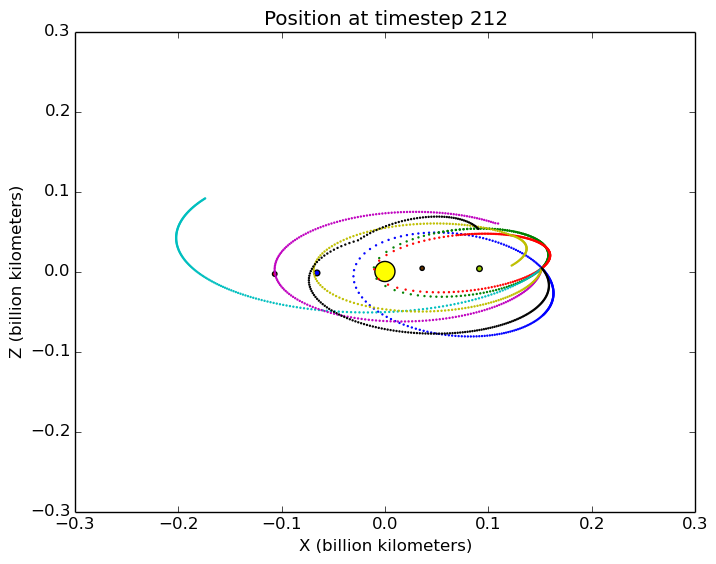 Position at timestep 212
0.3
0.2
0.1
0.0
−0.1
−0.2
−0.3
Z (billion kilometers)
−0.3 −0.2 −0.1 0.0 0.1 0.2 0.3
X (billion kilometers)